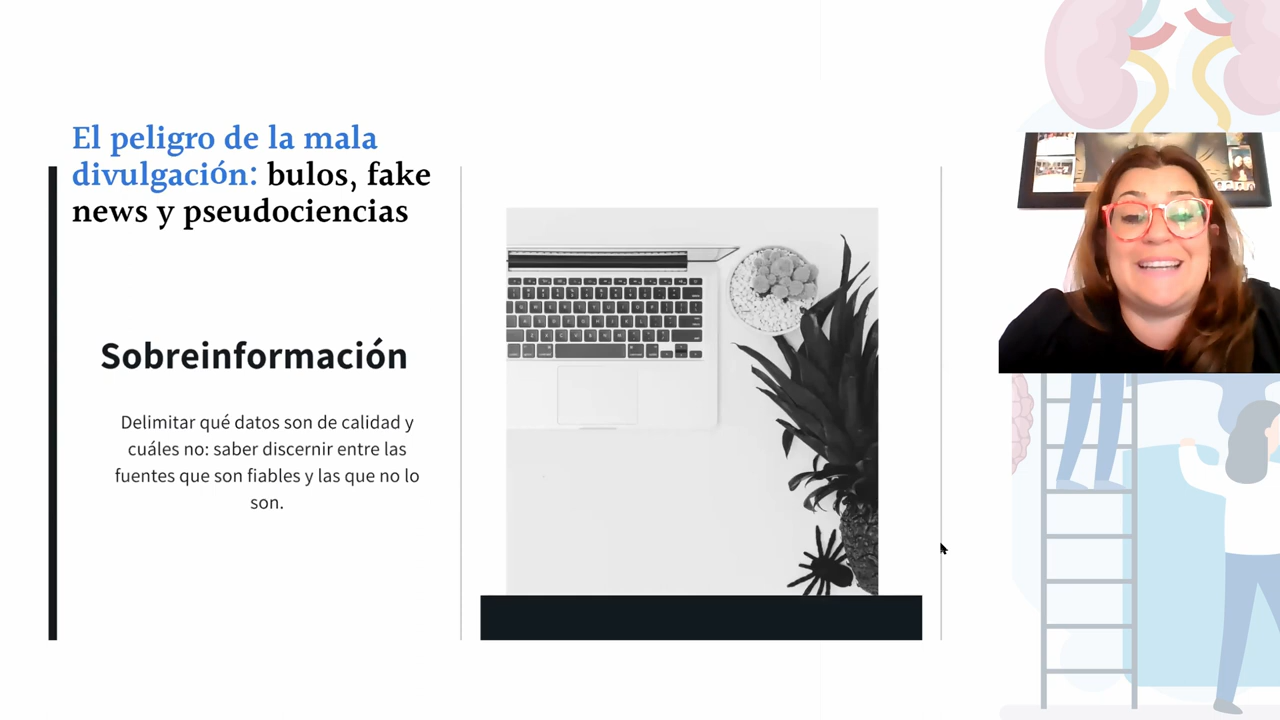 El peligro de la mala
divulgación: bulos, fake
news y pseudociencias
Sobreinformación
Delimitar qué datos son de calidad y
cuáles no: saber discernir entre las
fuentes que son fiables y las que no lo
son.